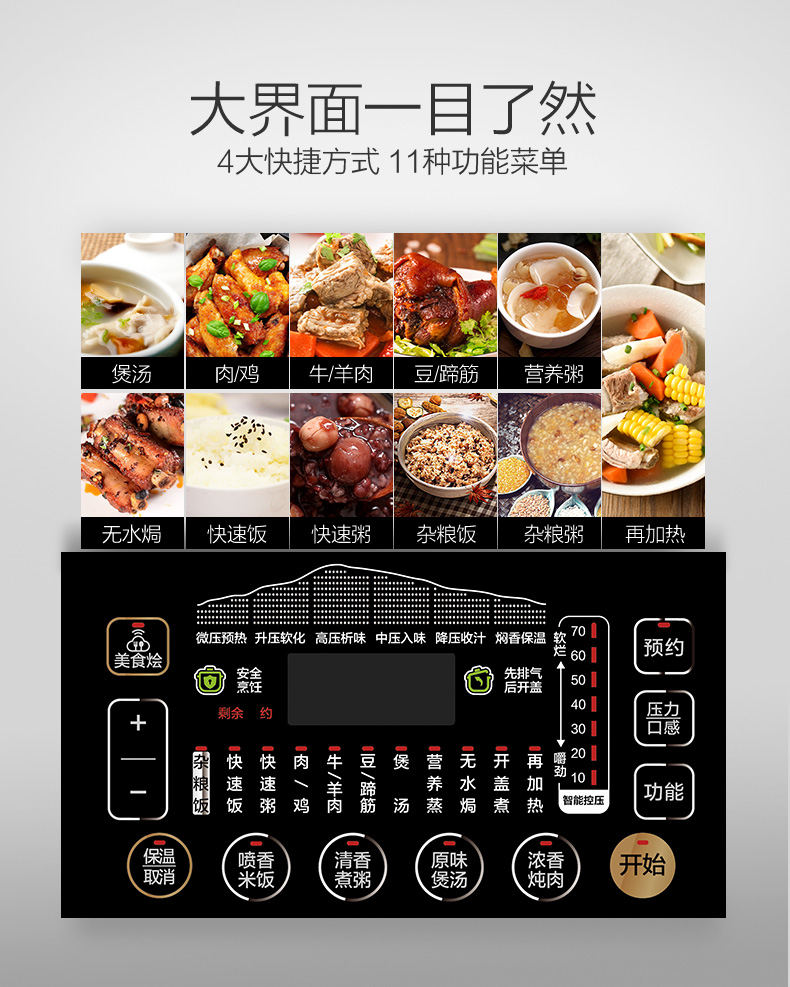 大界面一目了然
4大快捷方式 11种功能菜单
煲汤
肉/鸡
牛/羊肉
豆/蹄筋
营养粥
无水焗
快速饭
快速粥
杂粮饭
杂粮粥
再加热
微压预热 升压软化 高压析味 中压入味 降压收汁 焖香保温
美食烩
+
−
安全
烹饪
剩余 约
先排气
后开盖
软烂
嚼劲
70
60
50
40
30
20
10
智能控压
预约
压力
口感
功能
杂粮饭
快速饭
快速粥
肉/鸡
牛/羊肉
豆/蹄筋
煲汤
营养蒸
无水焗
开盖煮
再加热
保温
取消
喷香
米饭
清香
煮粥
原味
煲汤
浓香
炖肉
开始